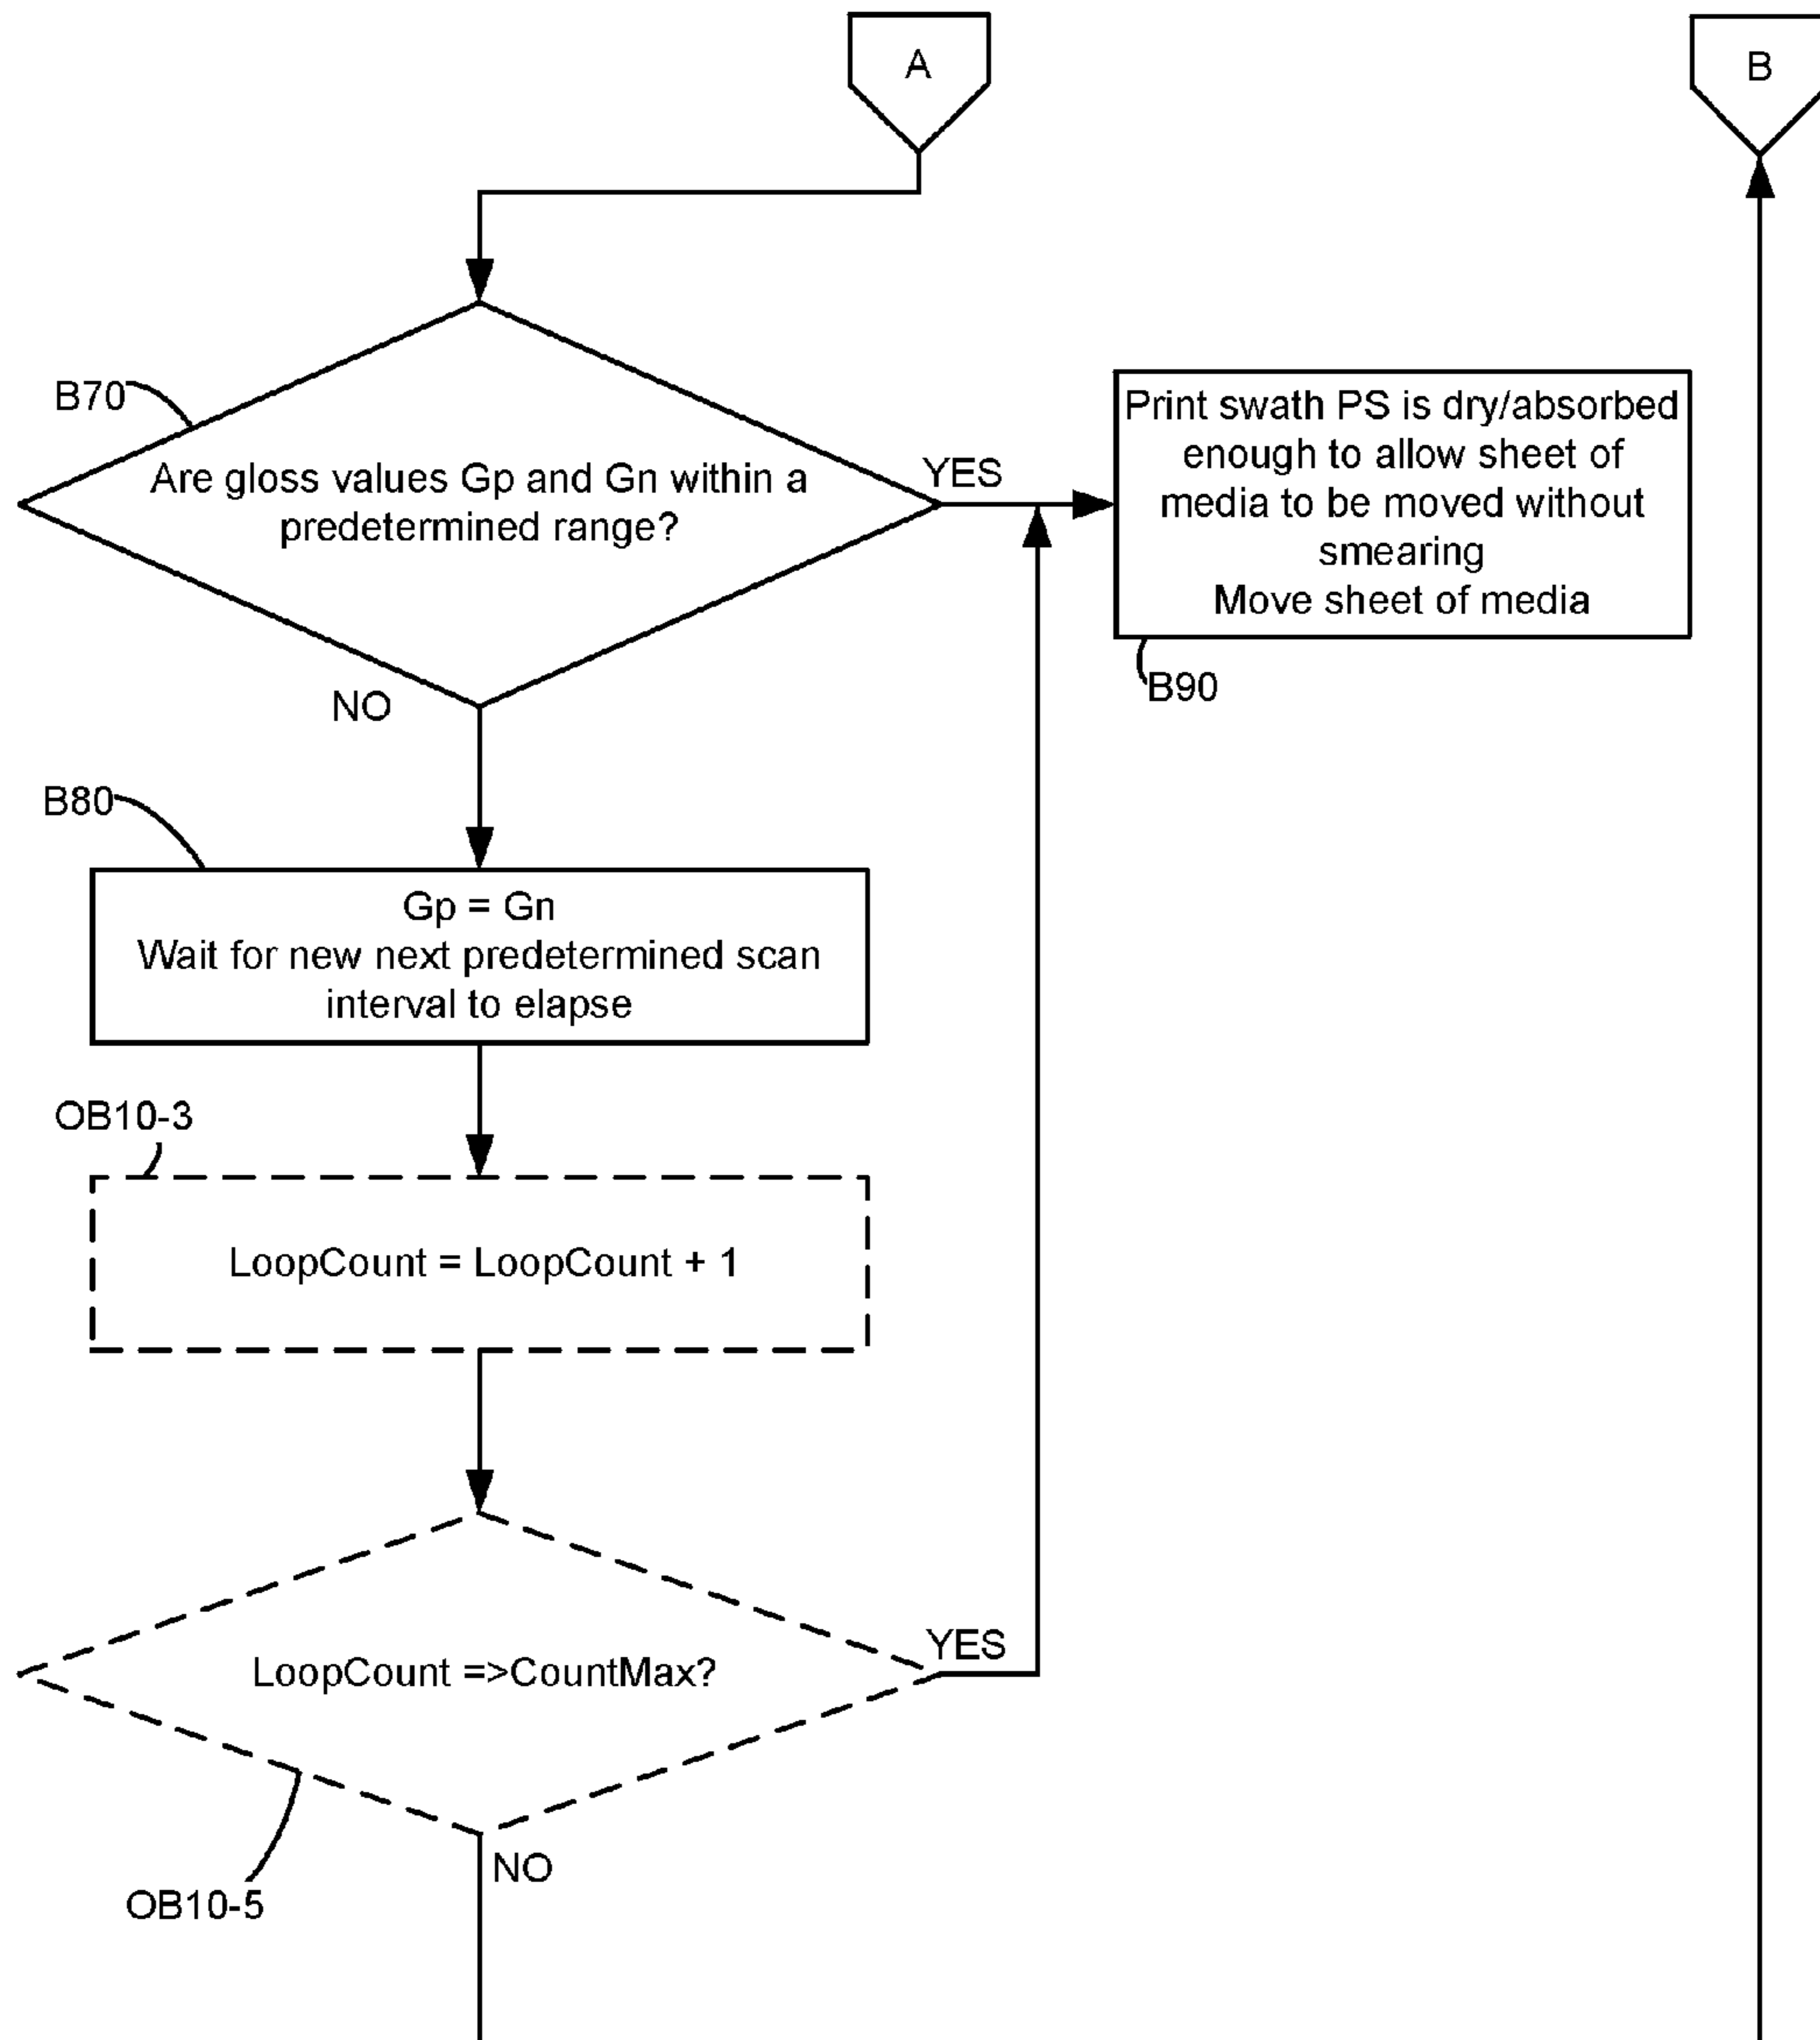 A
B
B70
Are gloss values Gp and Gn within a
predetermined range?
YES
Print swath PS is dry/absorbed
enough to allow sheet of
media to be moved without
smearing
Move sheet of media
B90
NO
B80
Gp = Gn
Wait for new next predetermined scan
interval to elapse
OB10-3
LoopCount = LoopCount + 1
LoopCount =>CountMax?
YES
NO
OB10-5